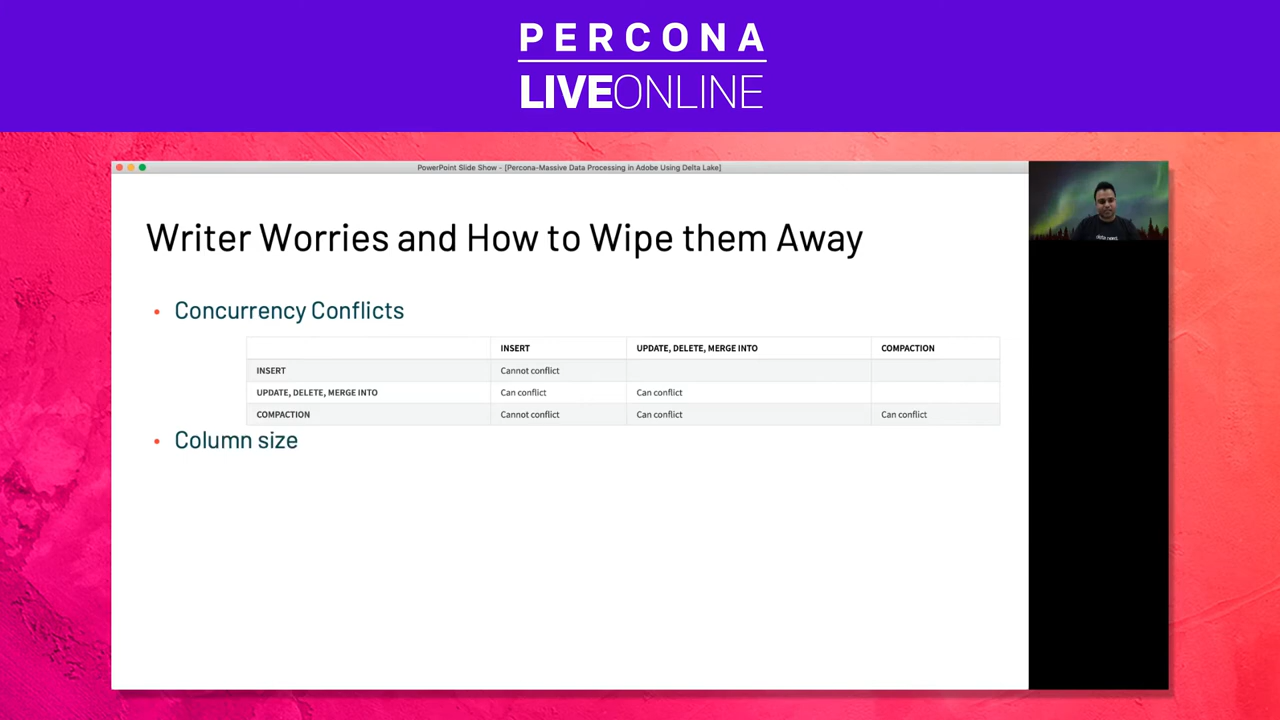 PERCONA
LIVEONLINE
PowerPoint Slide Show - [Percona-Massive Data Processing in Adobe Using Delta Lake]
Writer Worries and How to Wipe them Away
• Concurrency Conflicts
INSERT UPDATE, DELETE, MERGE INTO COMPACTION
INSERT Cannot conflict
UPDATE, DELETE, MERGE INTO Can conflict Can conflict
COMPACTION Cannot conflict Can conflict Can conflict
• Column size